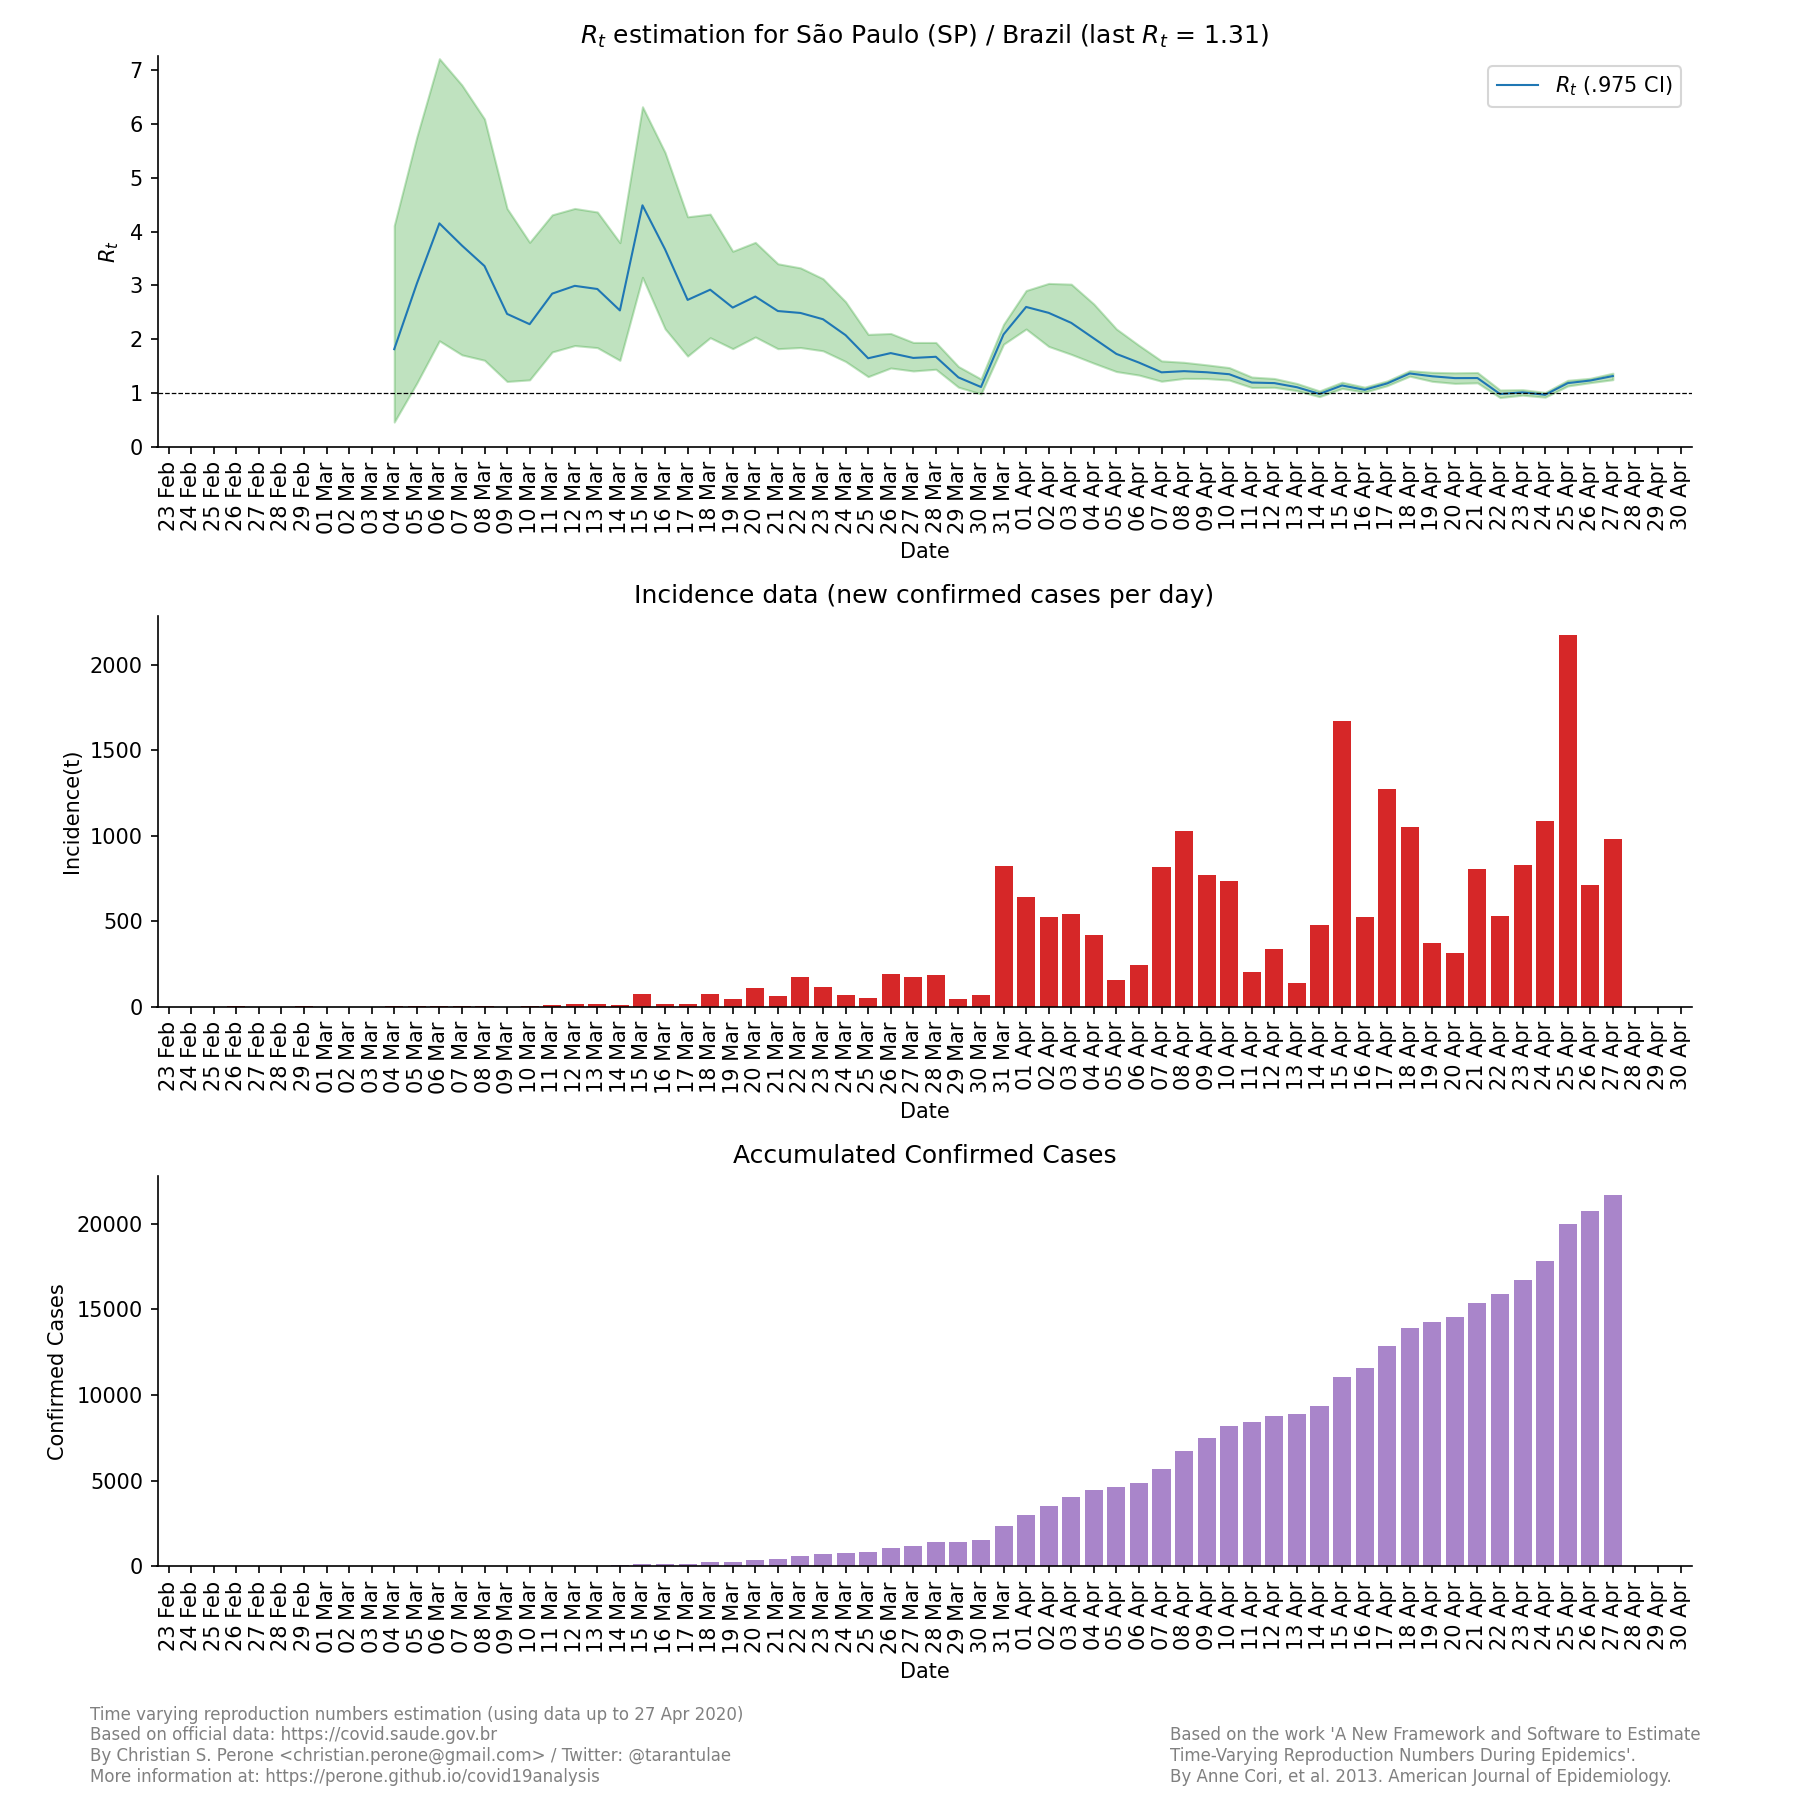 R_t estimation for São Paulo (SP) / Brazil (last R_t = 1.31)
7
6
5
4
3
2
1
0
R_t
R_t (.975 CI)
23 Feb 24 Feb 25 Feb 26 Feb 27 Feb 28 Feb 29 Feb 01 Mar 02 Mar 03 Mar 04 Mar 05 Mar 06 Mar 07 Mar 08 Mar 09 Mar 10 Mar 11 Mar 12 Mar 13 Mar 14 Mar 15 Mar 16 Mar 17 Mar 18 Mar 19 Mar 20 Mar 21 Mar 22 Mar 23 Mar 24 Mar 25 Mar 26 Mar 27 Mar 28 Mar 29 Mar 30 Mar 31 Mar 01 Apr 02 Apr 03 Apr 04 Apr 05 Apr 06 Apr 07 Apr 08 Apr 09 Apr 10 Apr 11 Apr 12 Apr 13 Apr 14 Apr 15 Apr 16 Apr 17 Apr 18 Apr 19 Apr 20 Apr 21 Apr 22 Apr 23 Apr 24 Apr 25 Apr 26 Apr 27 Apr 28 Apr 29 Apr 30 Apr
Date
Incidence data (new confirmed cases per day)
2000
1500
1000
500
0
Incidence(t)
23 Feb 24 Feb 25 Feb 26 Feb 27 Feb 28 Feb 29 Feb 01 Mar 02 Mar 03 Mar 04 Mar 05 Mar 06 Mar 07 Mar 08 Mar 09 Mar 10 Mar 11 Mar 12 Mar 13 Mar 14 Mar 15 Mar 16 Mar 17 Mar 18 Mar 19 Mar 20 Mar 21 Mar 22 Mar 23 Mar 24 Mar 25 Mar 26 Mar 27 Mar 28 Mar 29 Mar 30 Mar 31 Mar 01 Apr 02 Apr 03 Apr 04 Apr 05 Apr 06 Apr 07 Apr 08 Apr 09 Apr 10 Apr 11 Apr 12 Apr 13 Apr 14 Apr 15 Apr 16 Apr 17 Apr 18 Apr 19 Apr 20 Apr 21 Apr 22 Apr 23 Apr 24 Apr 25 Apr 26 Apr 27 Apr 28 Apr 29 Apr 30 Apr
Date
Accumulated Confirmed Cases
20000
15000
10000
5000
0
Confirmed Cases
23 Feb 24 Feb 25 Feb 26 Feb 27 Feb 28 Feb 29 Feb 01 Mar 02 Mar 03 Mar 04 Mar 05 Mar 06 Mar 07 Mar 08 Mar 09 Mar 10 Mar 11 Mar 12 Mar 13 Mar 14 Mar 15 Mar 16 Mar 17 Mar 18 Mar 19 Mar 20 Mar 21 Mar 22 Mar 23 Mar 24 Mar 25 Mar 26 Mar 27 Mar 28 Mar 29 Mar 30 Mar 31 Mar 01 Apr 02 Apr 03 Apr 04 Apr 05 Apr 06 Apr 07 Apr 08 Apr 09 Apr 10 Apr 11 Apr 12 Apr 13 Apr 14 Apr 15 Apr 16 Apr 17 Apr 18 Apr 19 Apr 20 Apr 21 Apr 22 Apr 23 Apr 24 Apr 25 Apr 26 Apr 27 Apr 28 Apr 29 Apr 30 Apr
Date
Time varying reproduction numbers estimation (using data up to 27 Apr 2020)
Based on official data: https://covid.saude.gov.br
By Christian S. Perone <christian.perone@gmail.com> / Twitter: @tarantulae
More information at: https://perone.github.io/covid19analysis
Based on the work 'A New Framework and Software to Estimate
Time-Varying Reproduction Numbers During Epidemics'.
By Anne Cori, et al. 2013. American Journal of Epidemiology.